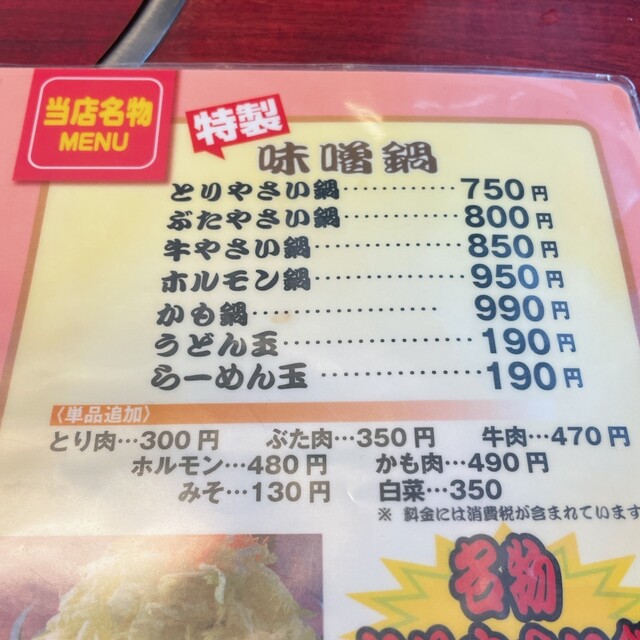 当店名物
MENU
特製
味噌鍋
とりやさい鍋…………750円
ぶたやさい鍋…………800円
牛やさい鍋……………850円
ホルモン鍋……………950円
かも鍋………………990円
うどん玉………………190円
らーめん玉……………190円
〈単品追加〉
とり肉…300円 ぶた肉…350円 牛肉…470円
ホルモン…480円 かも肉…490円
みそ…130円 白菜…350
※ 料金には消費税が含まれています
名物